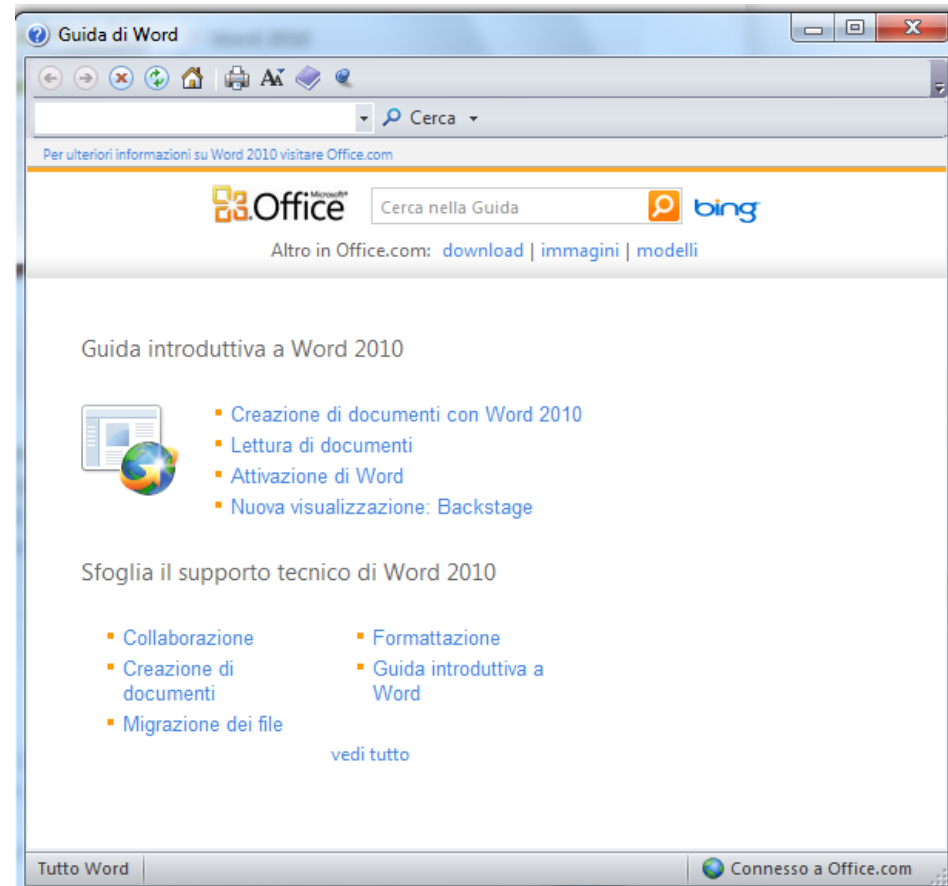 Guida di Word
Cerca
Per ulteriori informazioni su Word 2010 visitare Office.com
Microsoft®
Office
Cerca nella Guida
bing
Altro in Office.com: download | immagini | modelli
Guida introduttiva a Word 2010
Creazione di documenti con Word 2010
Lettura di documenti
Attivazione di Word
Nuova visualizzazione: Backstage
Sfoglia il supporto tecnico di Word 2010
Collaborazione
Creazione di
documenti
Migrazione dei file
Formattazione
Guida introduttiva a
Word
vedi tutto
Tutto Word
Connesso a Office.com